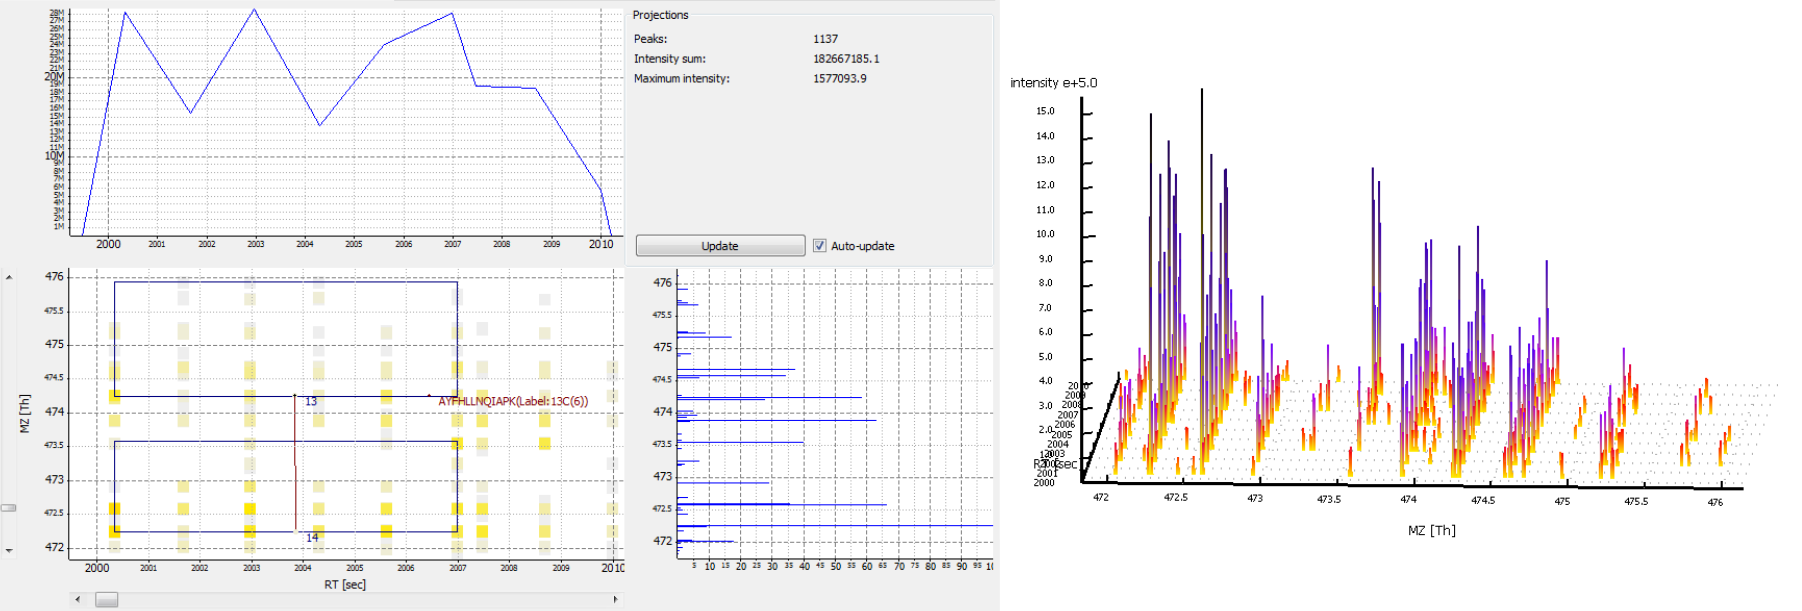 28M
27M
26M
25M
24M
23M
22M
21M
20M
19M
18M
17M
16M
15M
14M
13M
12M
11M
10M
9M
8M
7M
6M
5M
4M
3M
2M
1M
2000 2001 2002 2003 2004 2005 2006 2007 2008 2009 2010
Projections
Peaks: 1137
Intensity sum: 182667185.1
Maximum intensity: 1577093.9
Update Auto-update
476
475.5
475
474.5
474
473.5
473
472.5
472
MZ [Th]
13
AYFHLLNQIAPK(Label:13C(6))
14
2000 2001 2002 2003 2004 2005 2006 2007 2008 2009 2010
RT [sec]
476
475.5
475
474.5
474
473.5
473
472.5
472
5 10 15 20 25 30 35 40 45 50 55 60 65 70 75 80 85 90 95
intensity e+5.0
15.0
14.0
13.0
12.0
11.0
10.0
9.0
8.0
7.0
6.0
5.0
4.0
3.0
2.0
2009
2008
2007
2006
2005
2004
2003
2001
2000
472 472.5 473 473.5 474 474.5 475 475.5 476
MZ [Th]